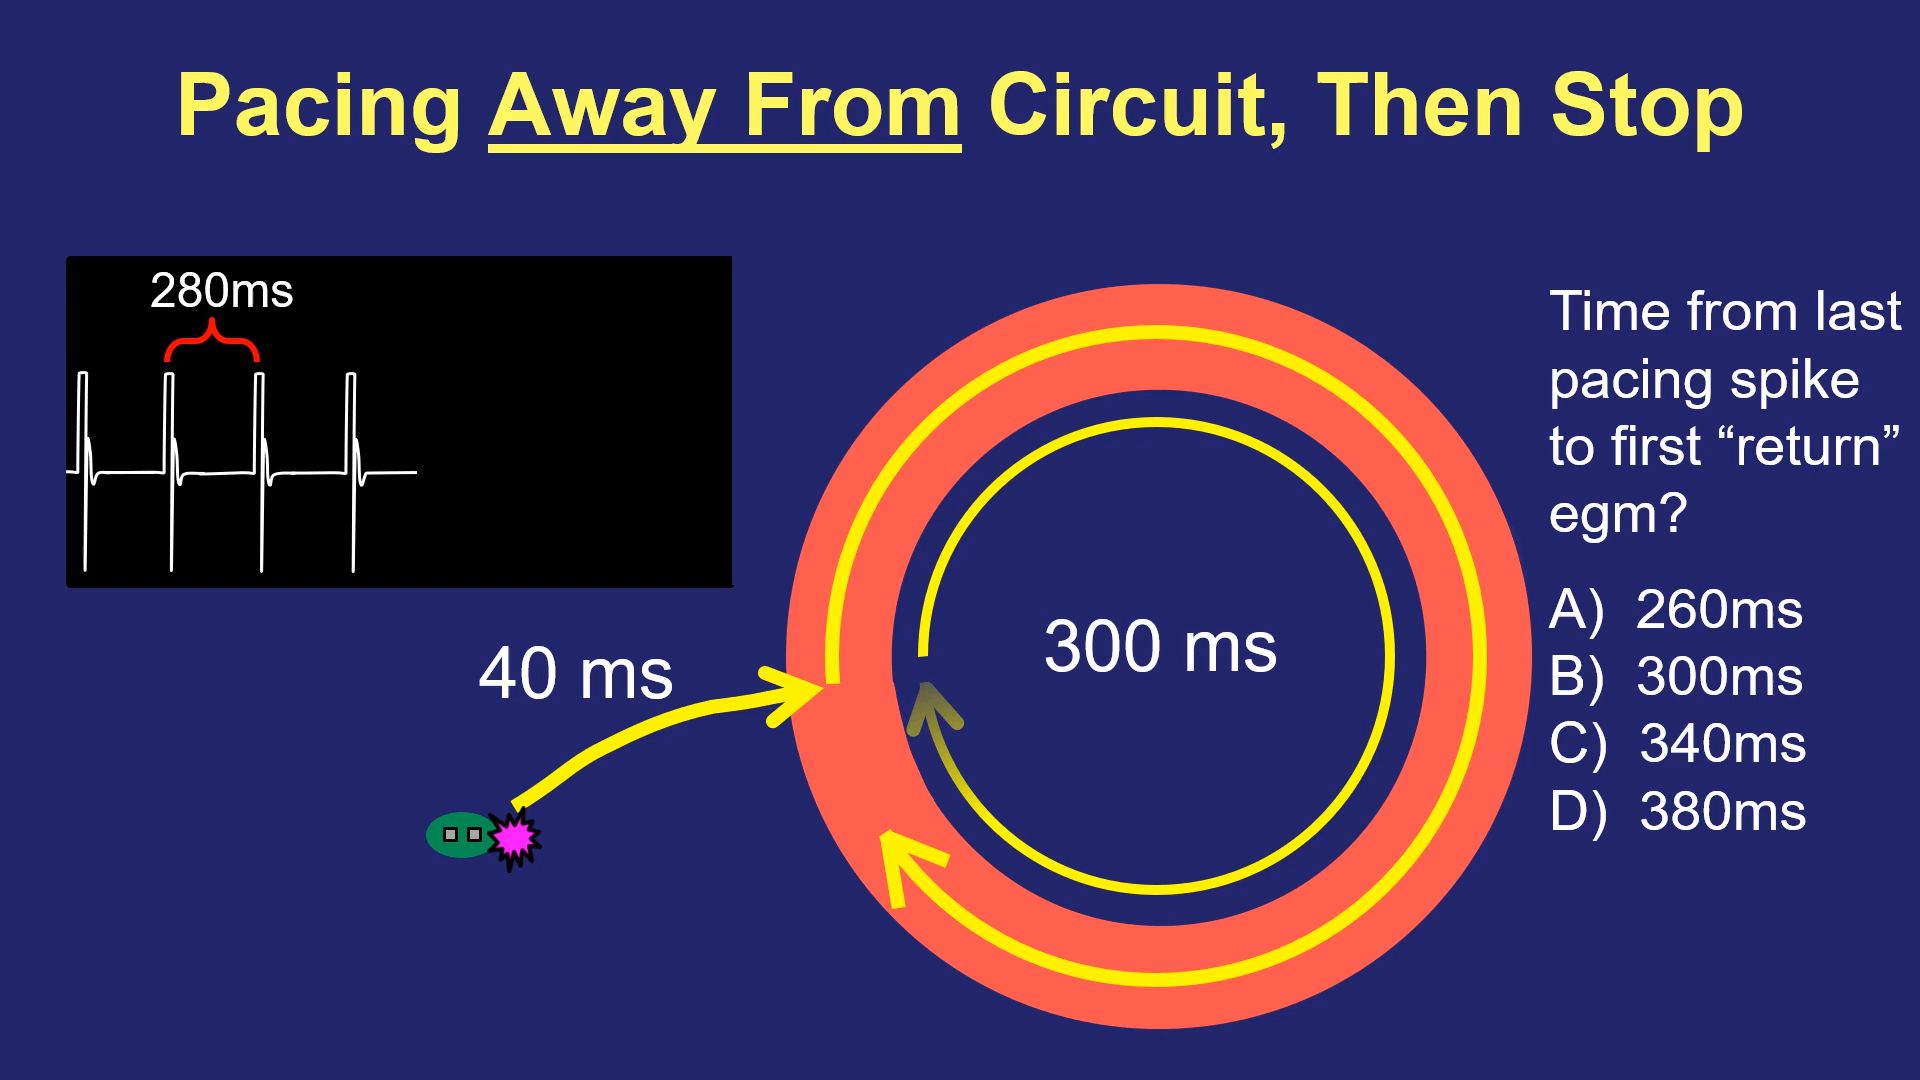 Pacing Away From Circuit, Then Stop
280ms
40 ms
300 ms
Time from last
pacing spike
to first “return”
egm?
A) 260ms
B) 300ms
C) 340ms
D) 380ms